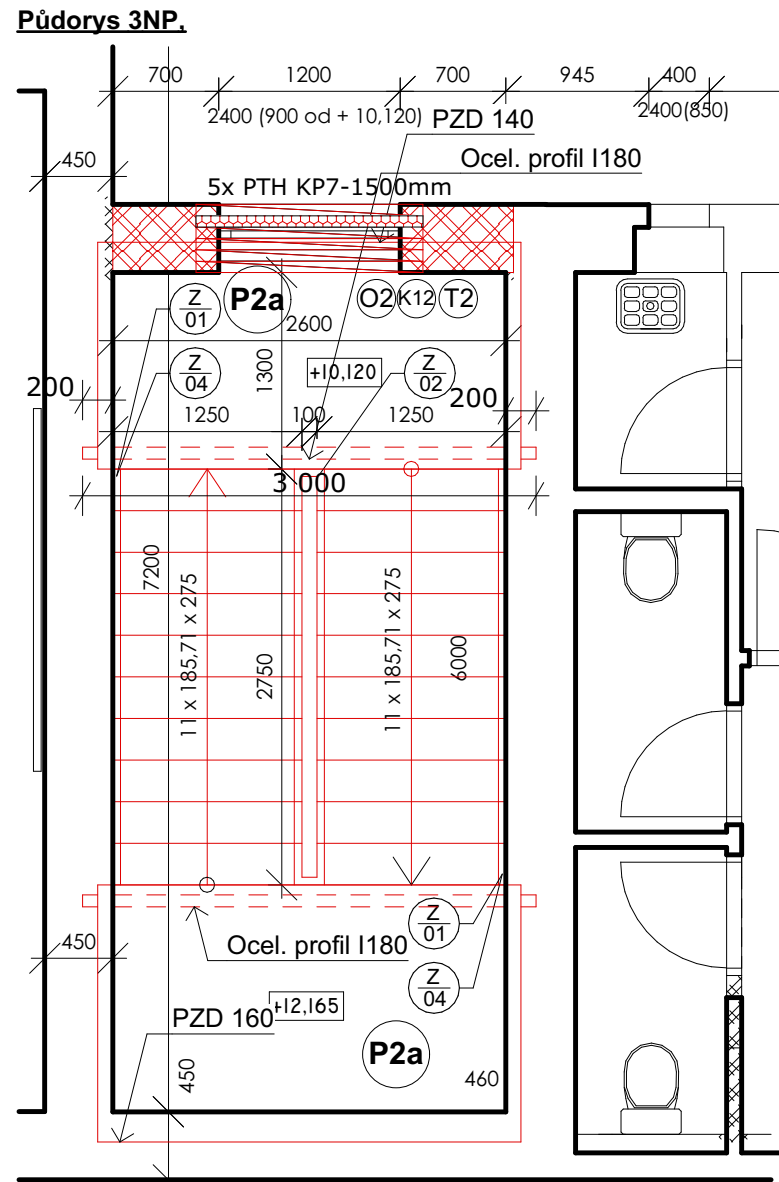 Půdorys 3NP,
700
1200
700
945
400
2400 (900 od + 10,120)
2400(850)
PZD 140
450
Ocel. profil I180
5x PTH KP7-1500mm
Z
01
P2a
O2
K12
T2
2600
1300
Z
04
+10,120
Z
02
200
200
1250
100
1250
3 000
7200
11 x 185,71 x 275
2750
11 x 185,71 x 275
6000
Z
01
450
Ocel. profil I180
Z
04
+12,165
PZD 160
P2a
450
460